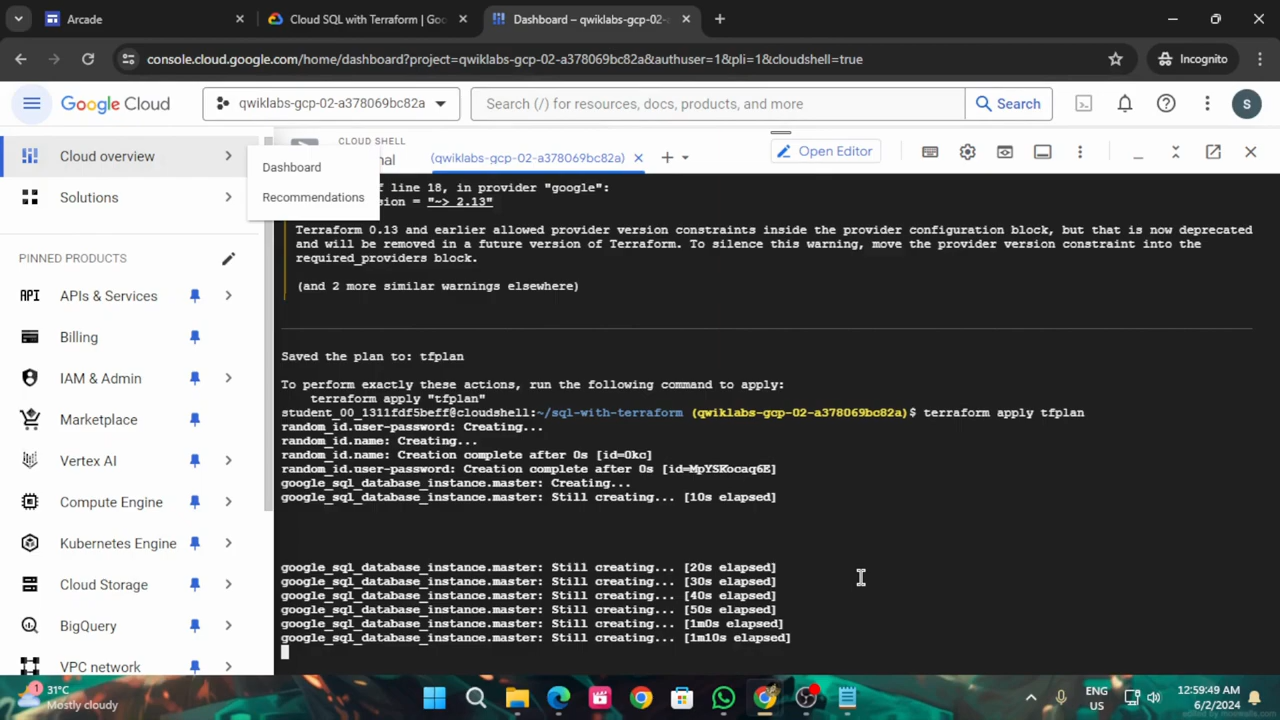 Arcade
Cloud SQL with Terraform | Goo
Dashboard – qwiklabs-gcp-02-
console.cloud.google.com/home/dashboard?project=qwiklabs-gcp-02-a378069bc82a&authuser=1&pli=1&cloudshell=true
Incognito
Google Cloud
qwiklabs-gcp-02-a378069bc82a
Search (/) for resources, docs, products, and more
Search
S
Cloud overview
Dashboard
Recommendations
Solutions
PINNED PRODUCTS
API APIs & Services
Billing
IAM & Admin
Marketplace
Vertex AI
Compute Engine
Kubernetes Engine
Cloud Storage
BigQuery
VPC network
CLOUD SHELL
nal
(qwiklabs-gcp-02-a378069bc82a)
Open Editor
f line 18, in provider "google":
sion = "~> 2.13"
Terraform 0.13 and earlier allowed provider version constraints inside the provider configuration block, but that is now deprecated
and will be removed in a future version of Terraform. To silence this warning, move the provider version constraint into the
required_providers block.
(and 2 more similar warnings elsewhere)
Saved the plan to: tfplan
To perform exactly these actions, run the following command to apply:
terraform apply "tfplan"
student_00_1311fdf5beff@cloudshell:~/sql-with-terraform (qwiklabs-gcp-02-a378069bc82a)$ terraform apply tfplan
random_id.user-password: Creating...
random_id.name: Creating...
random_id.name: Creation complete after 0s [id=0kc]
random_id.user-password: Creation complete after 0s [id=MpYSKocaq6E]
google_sql_database_instance.master: Creating...
google_sql_database_instance.master: Still creating... [10s elapsed]
google_sql_database_instance.master: Still creating... [20s elapsed]
google_sql_database_instance.master: Still creating... [30s elapsed]
google_sql_database_instance.master: Still creating... [40s elapsed]
google_sql_database_instance.master: Still creating... [50s elapsed]
google_sql_database_instance.master: Still creating... [1m0s elapsed]
google_sql_database_instance.master: Still creating... [1m10s elapsed]
1
31°C
Mostly cloudy
ENG
US
12:59:49 AM
6/2/2024